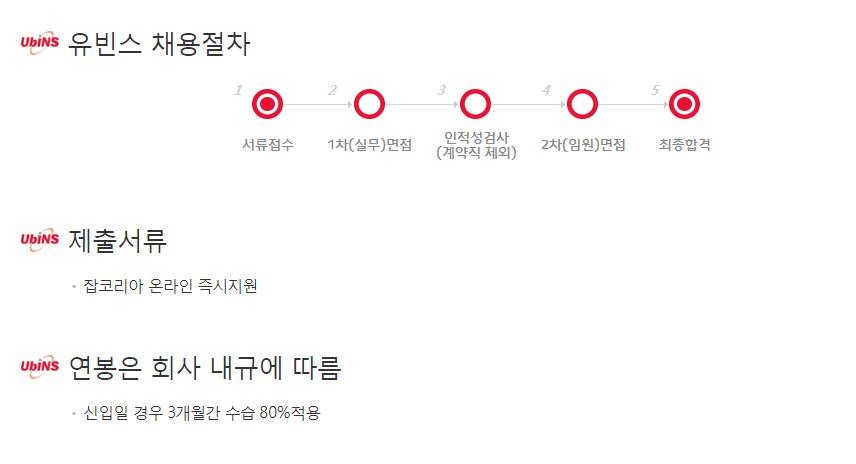 UbiNS 유빈스 채용절차
1 2 3 4 5
서류접수 1차(실무)면접 인적성검사 2차(임원)면접 최종합격
(계약직 제외)
UbiNS 제출서류
• 잡코리아 온라인 즉시지원
UbiNS 연봉은 회사 내규에 따름
• 신입일 경우 3개월간 수습 80%적용